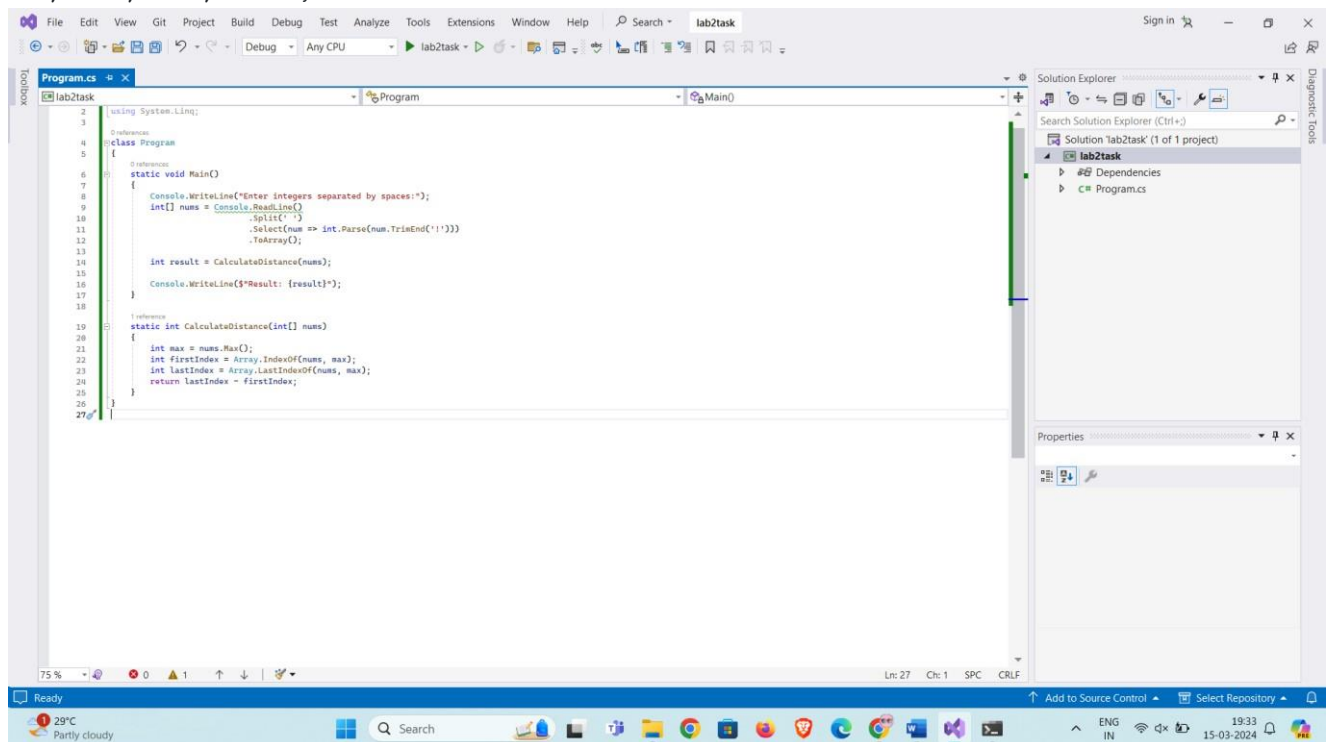 File Edit View Git Project Build Debug Test Analyze Tools Extensions Window Help Search lab2task Sign in
Debug Any CPU lab2task
Toolbox
Program.cs
lab2task Program Main()
2 using System.Linq;
3
0 references
4 class Program
5 {
0 references
6 static void Main()
7 {
8 Console.WriteLine("Enter integers separated by spaces:");
9 int[] nums = Console.ReadLine()
10 .Split(' ')
11 .Select(num => int.Parse(num.TrimEnd('!')))
12 .ToArray();
13
14 int result = CalculateDistance(nums);
15
16 Console.WriteLine($"Result: {result}");
17 }
18
1 reference
19 static int CalculateDistance(int[] nums)
20 {
21 int max = nums.Max();
22 int firstIndex = Array.IndexOf(nums, max);
23 int lastIndex = Array.LastIndexOf(nums, max);
24 return lastIndex - firstIndex;
25 }
26 }
27
75 % 0 1 Ln: 27 Ch: 1 SPC CRLF
Solution Explorer
Search Solution Explorer (Ctrl+;)
Solution 'lab2task' (1 of 1 project)
lab2task
Dependencies
C# Program.cs
Properties
Diagnostic Tools
Ready Add to Source Control Select Repository
1 29°C
Partly cloudy
Search
ENG
IN
19:33
15-03-2024